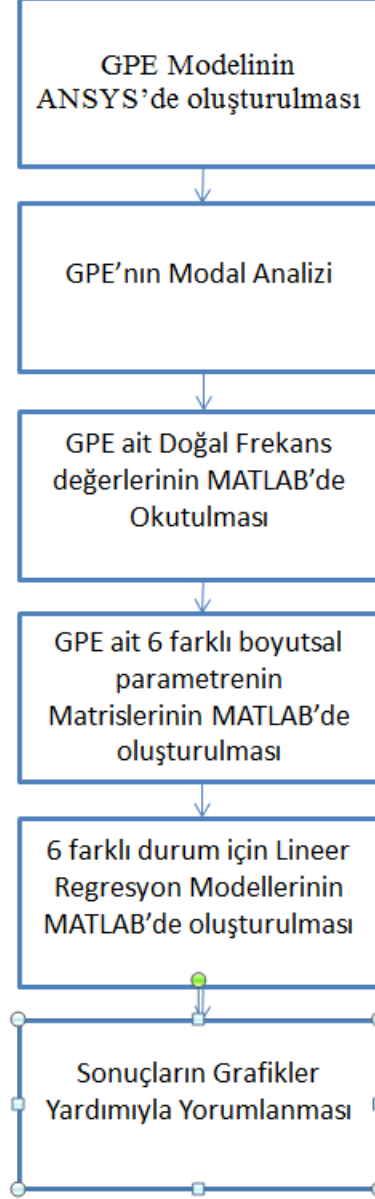 GPE Modelinin
ANSYS’de oluşturulması
GPE’nın Modal Analizi
GPE ait Doğal Frekans
değerlerinin MATLAB’de
Okutulması
GPE ait 6 farklı boyutsal
parametrenin
Matrislerinin MATLAB’de
oluşturulması
6 farklı durum için Lineer
Regresyon Modellerinin
MATLAB’de oluşturulması
Sonuçların Grafikler
Yardımıyla Yorumlanması